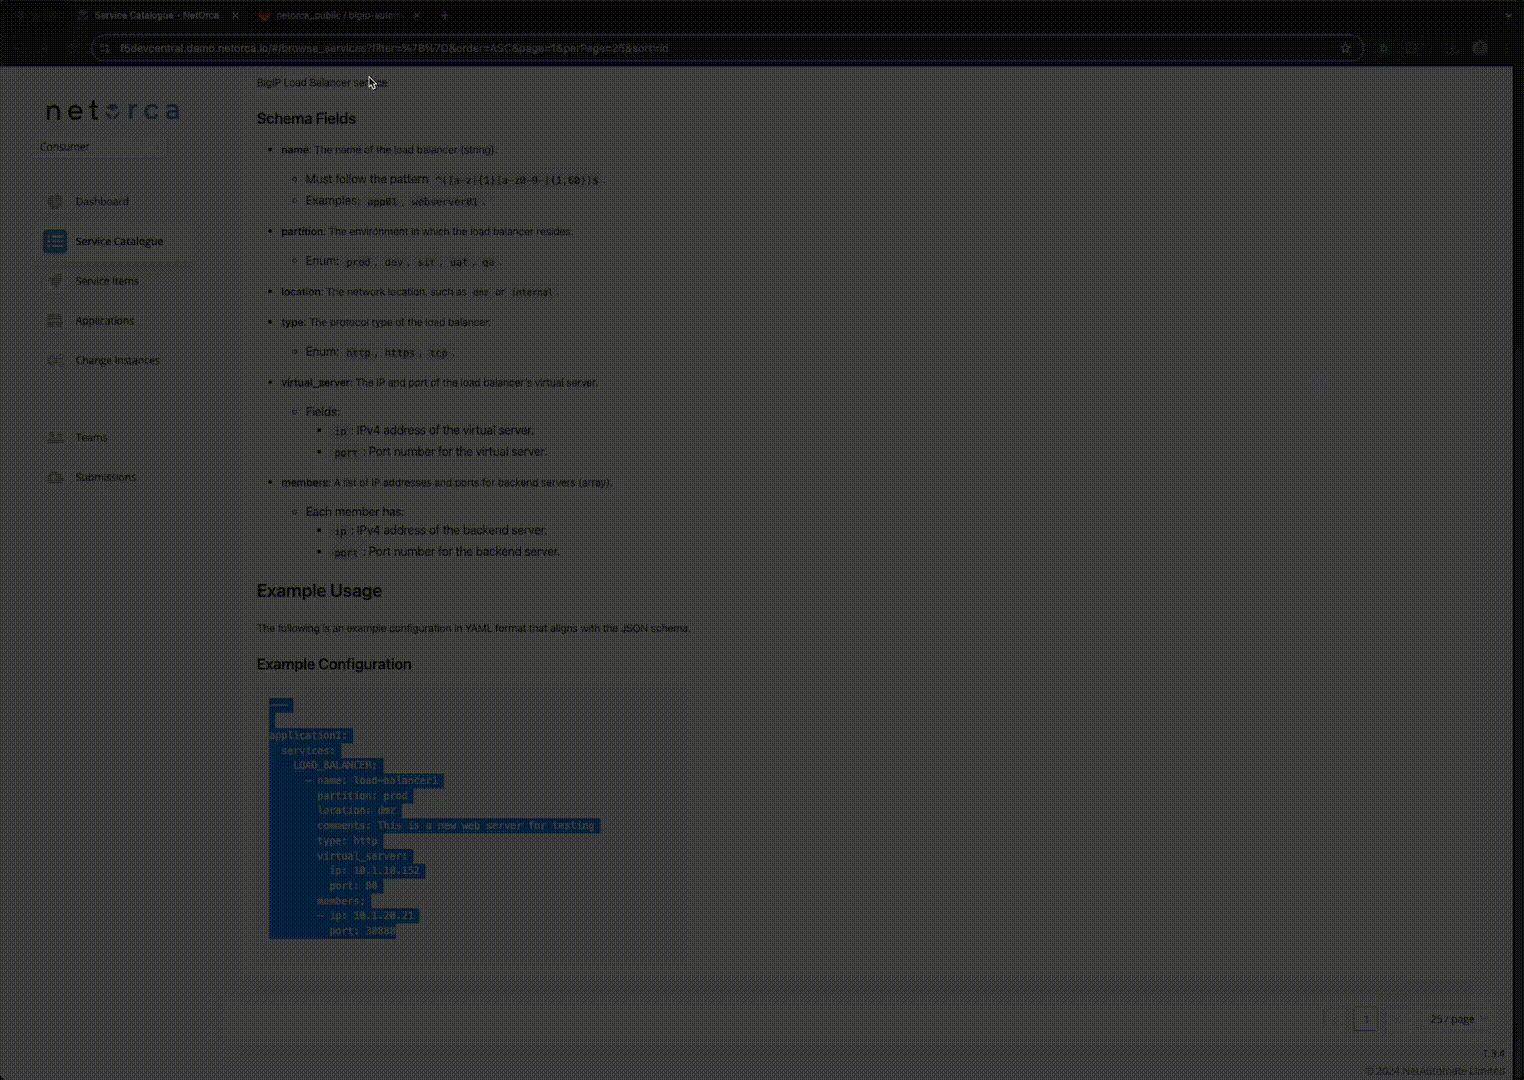 Service Catalogue - NetOrca
netorca_public / bigip-autom
f5devcentral.demo.netorca.io/#/browse_services?filter=%7B%7D&order=ASC&page=1&perPage=25&sort=id
BigIP Load Balancer service
netorca
Consumer
Dashboard
Service Catalogue
Service Items
Applications
Change Instances
Teams
Submissions
Schema Fields
name: The name of the load balancer (string).
Must follow the pattern ^([a-z]{1}[a-z0-9-]{1,60})$ .
Examples: app01 , webserver01 .
partition: The environment in which the load balancer resides.
Enum: prod , dev , sit , uat , qa .
location: The network location, such as dmz or internal .
type: The protocol type of the load balancer.
Enum: http , https , tcp .
virtual_server: The IP and port of the load balancer's virtual server.
Fields:
ip : IPv4 address of the virtual server.
port : Port number for the virtual server.
members: A list of IP addresses and ports for backend servers (array).
Each member has:
ip : IPv4 address of the backend server.
port : Port number for the backend server.
Example Usage
The following is an example configuration in YAML format that aligns with the JSON schema.
Example Configuration
---
application1:
services:
LOAD_BALANCER:
- name: load-balancer1
partition: prod
location: dmz
comments: This is a new web server for testing
type: http
virtual_server:
ip: 10.1.10.152
port: 80
members:
- ip: 10.1.20.21
port: 30880
1
25 / page
1.3.4
© 2024 NetAutomate Limited